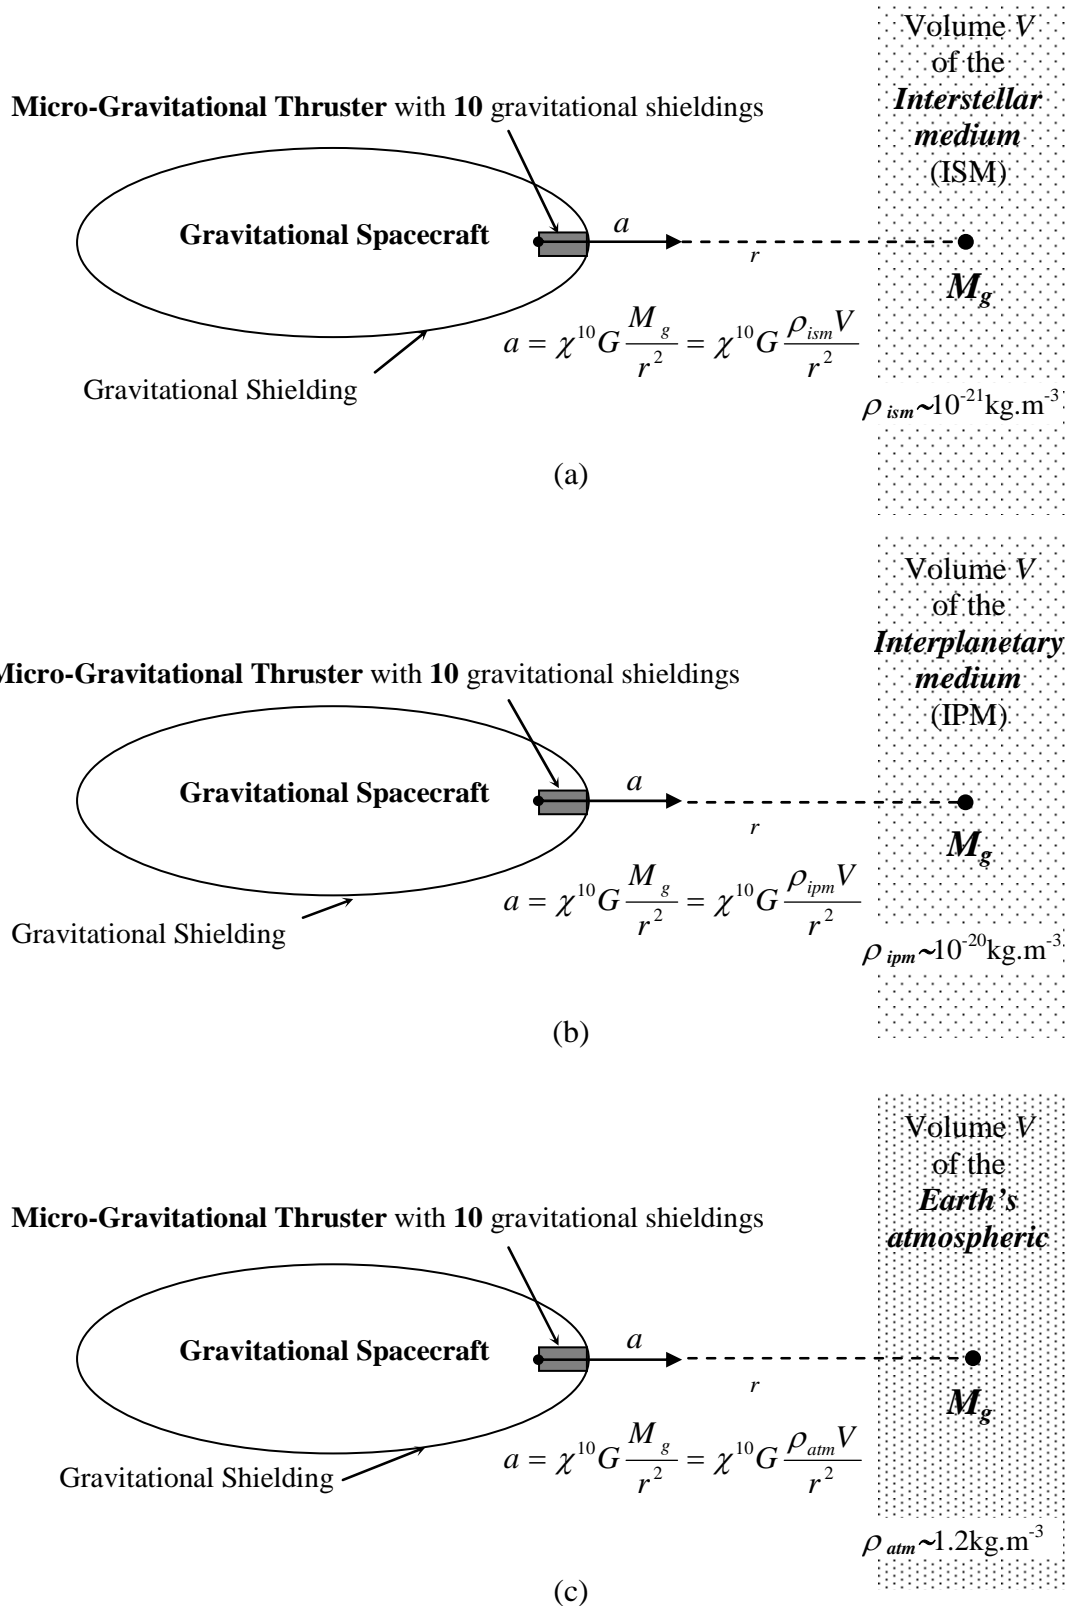 Volume V
of the
Interstellar
medium
(ISM)
Micro-Gravitational Thruster with 10 gravitational shieldings
Gravitational Spacecraft
a
r
M_g
a = χ^10 G M_g / r^2 = χ^10 G ρ_ism V / r^2
Gravitational Shielding
ρ_ism ~10^-21 kg.m^-3
(a)
Volume V
of the
Interplanetary
medium
(IPM)
Micro-Gravitational Thruster with 10 gravitational shieldings
Gravitational Spacecraft
a
r
M_g
a = χ^10 G M_g / r^2 = χ^10 G ρ_ipm V / r^2
Gravitational Shielding
ρ_ipm ~10^-20 kg.m^-3
(b)
Volume V
of the
Earth's
atmospheric
Micro-Gravitational Thruster with 10 gravitational shieldings
Gravitational Spacecraft
a
r
M_g
a = χ^10 G M_g / r^2 = χ^10 G ρ_atm V / r^2
Gravitational Shielding
ρ_atm ~1.2kg.m^-3
(c)